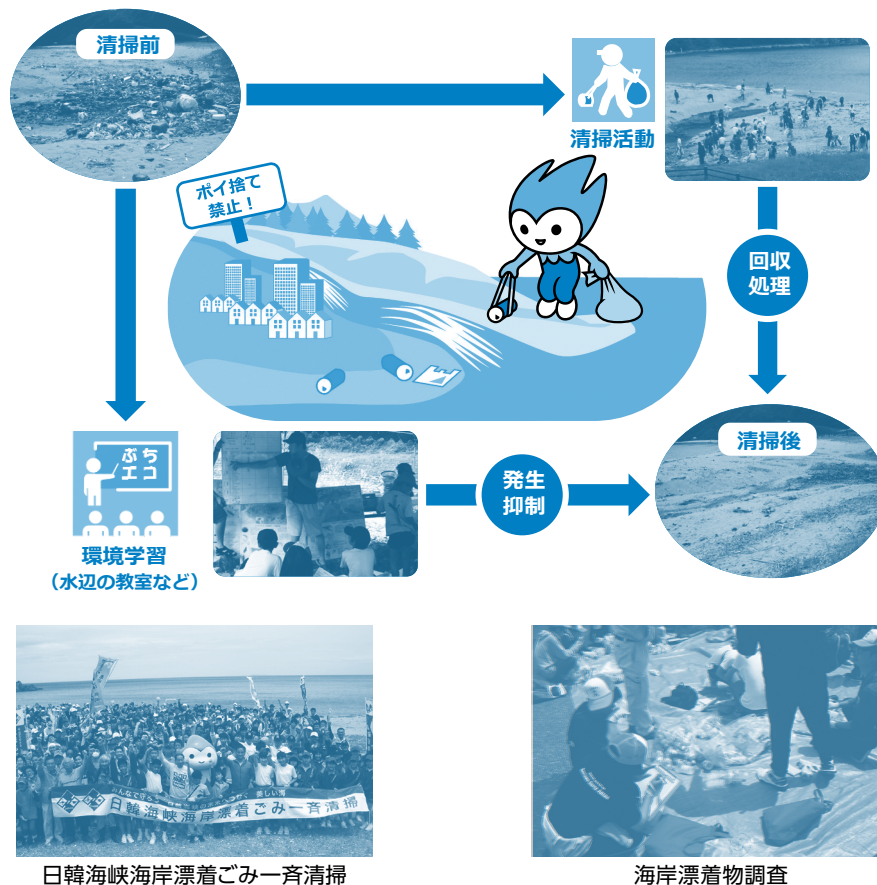 清掃前
清掃活動
ポイ捨て
禁止！
回収
処理
清掃後
ぶち
エコ
発生
抑制
環境学習
（水辺の教室など）
日韓海峡海岸漂着ごみ一斉清掃
日韓海峡海岸漂着ごみ一斉清掃
海岸漂着物調査